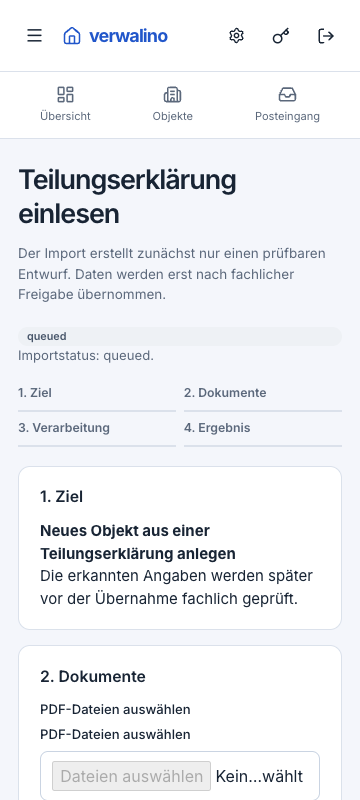 verwalino
Übersicht
Objekte
Posteingang
Teilungserklärung
einlesen
Der Import erstellt zunächst nur einen prüfbaren
Entwurf. Daten werden erst nach fachlicher
Freigabe übernommen.
queued
Importstatus: queued.
1. Ziel
2. Dokumente
3. Verarbeitung
4. Ergebnis
1. Ziel
Neues Objekt aus einer
Teilungserklärung anlegen
Die erkannten Angaben werden später
vor der Übernahme fachlich geprüft.
2. Dokumente
PDF-Dateien auswählen
PDF-Dateien auswählen
Dateien auswählen Kein...wählt